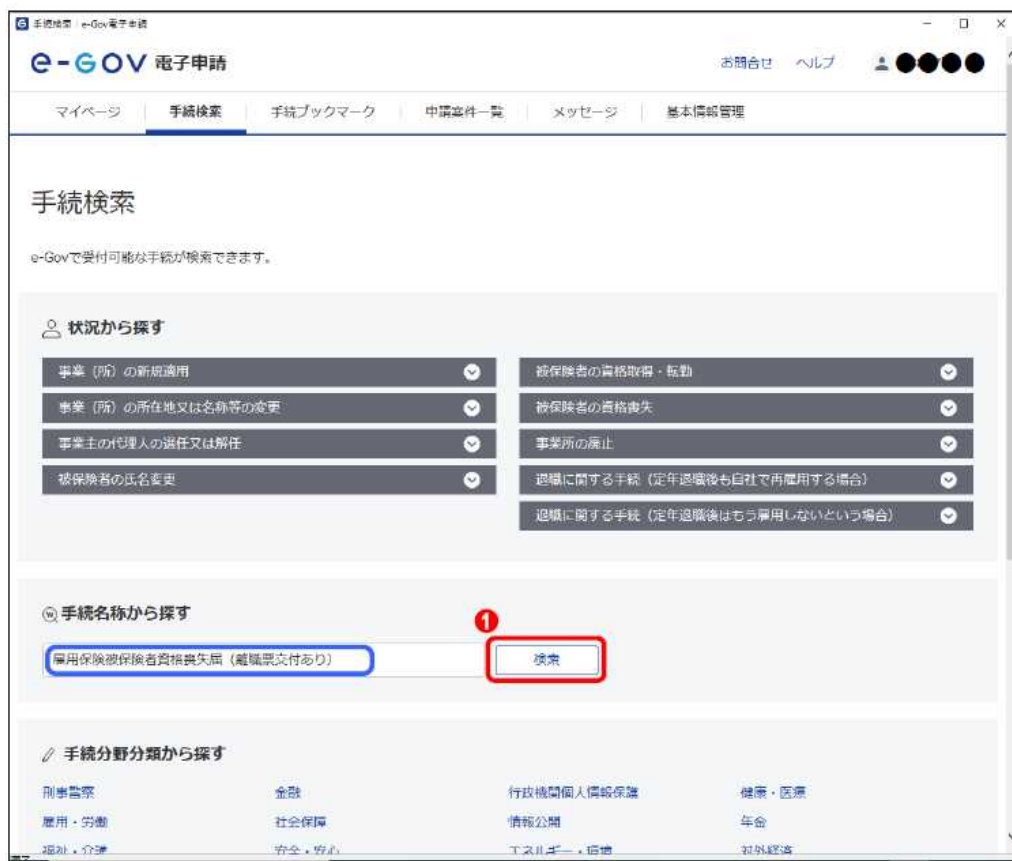 手続検索 | e-Gov電子申請
e-GOV 電子申請
お問合せ ヘルプ
マイページ 手続検索 手続ブックマーク 申請案件一覧 メッセージ 基本情報管理
手続検索
e-Govで受付可能な手続が検索できます。
状況から探す
事業（所）の新規適用
被保険者の資格取得・転勤
事業（所）の所在地又は名称等の変更
被保険者の資格喪失
事業主の代理人の選任又は解任
事業所の廃止
被保険者の氏名変更
退職に関する手続（定年退職後も自社で再雇用する場合）
退職に関する手続（定年退職後はもう雇用しないという場合）
手続名称から探す
1
雇用保険被保険者資格喪失届（離職票交付あり） 検索
手続分野分類から探す
刑事警察 金融 行政機関個人情報保護 健康・医療
雇用・労働 社会保障 情報公開 年金
福祉・介護 安全・安心 エネルギー・環境 対外経済